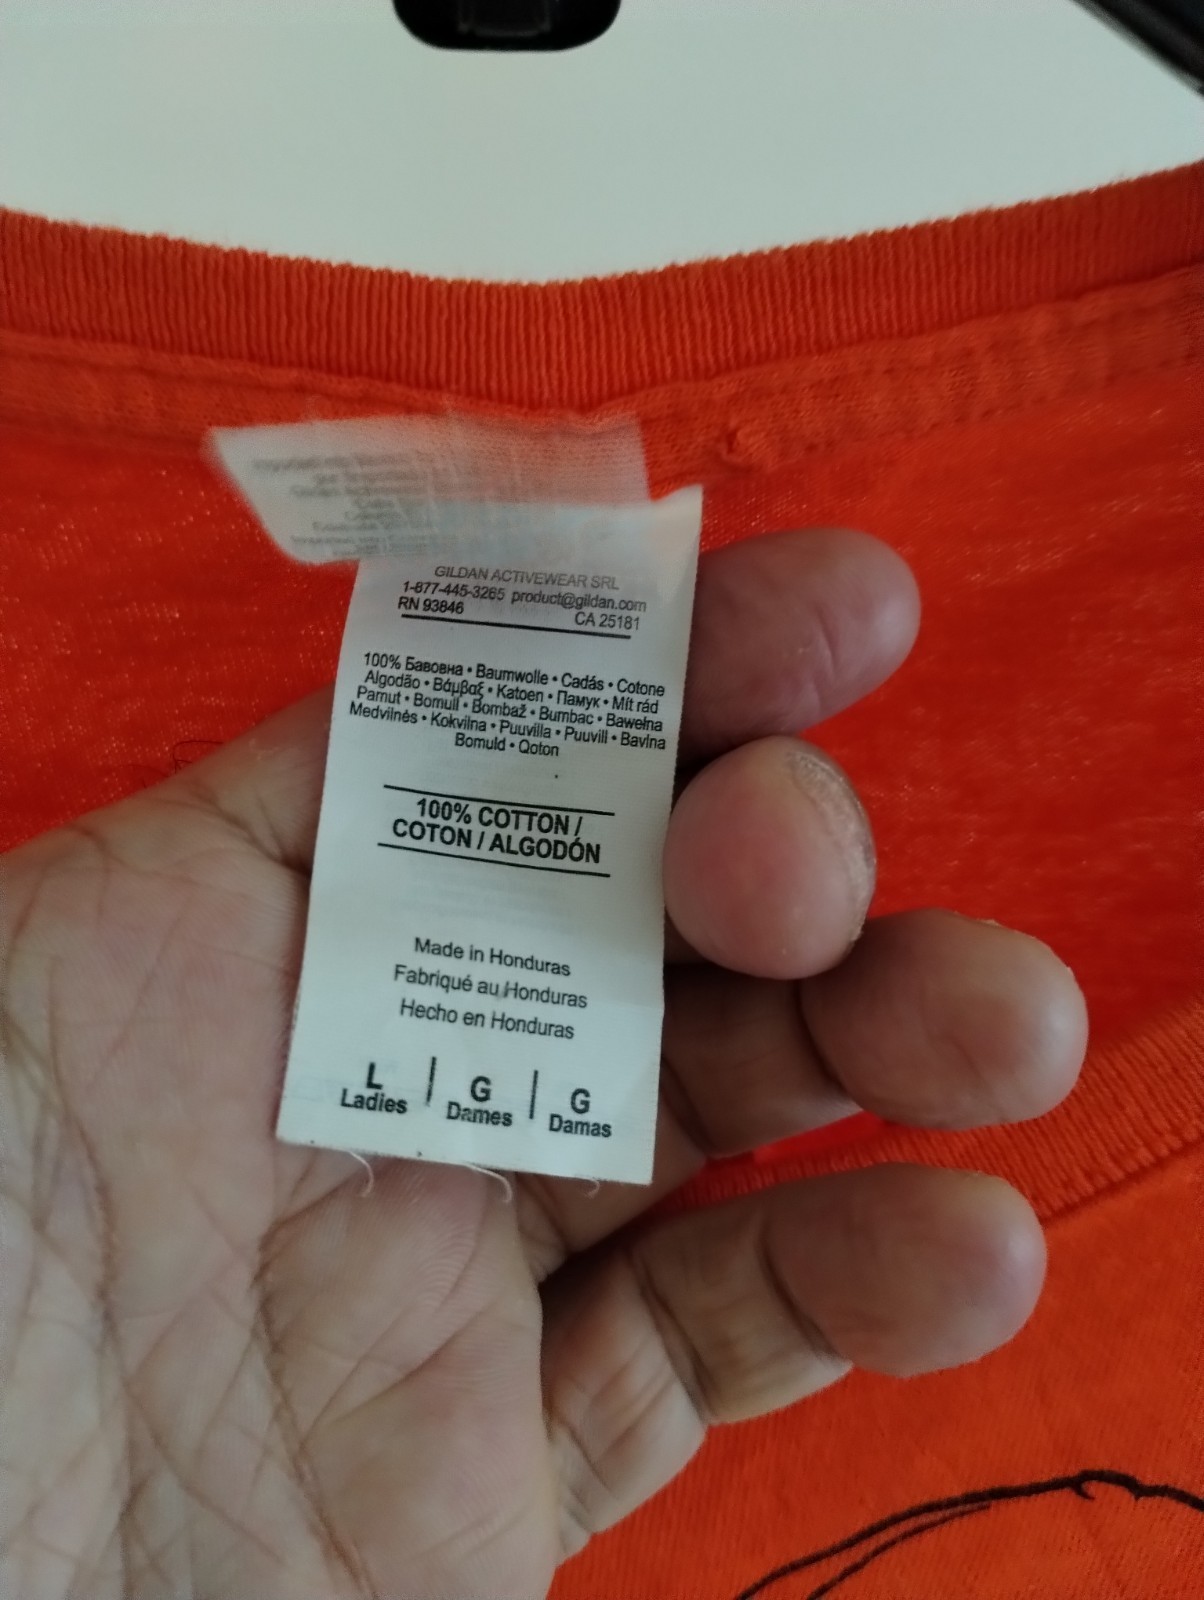 GILDAN ACTIVEWEAR SRL
1-877-445-3265 product@gildan.com
RN 93846 CA 25181
100% Бавовна • Baumwolle • Cadás • Cotone
Algodão • Βάμβαξ • Katoen • Памук • Mít rád
Pamut • Bomull • Bombaž • Bumbac • Bawełna
Medvilnės • Kokvilna • Puuvilla • Puuvill • Bavlna
Bomuld • Qoton
100% COTTON /
COTON / ALGODÓN
Made in Honduras
Fabriqué au Honduras
Hecho en Honduras
L | G | G
Ladies Dames Damas